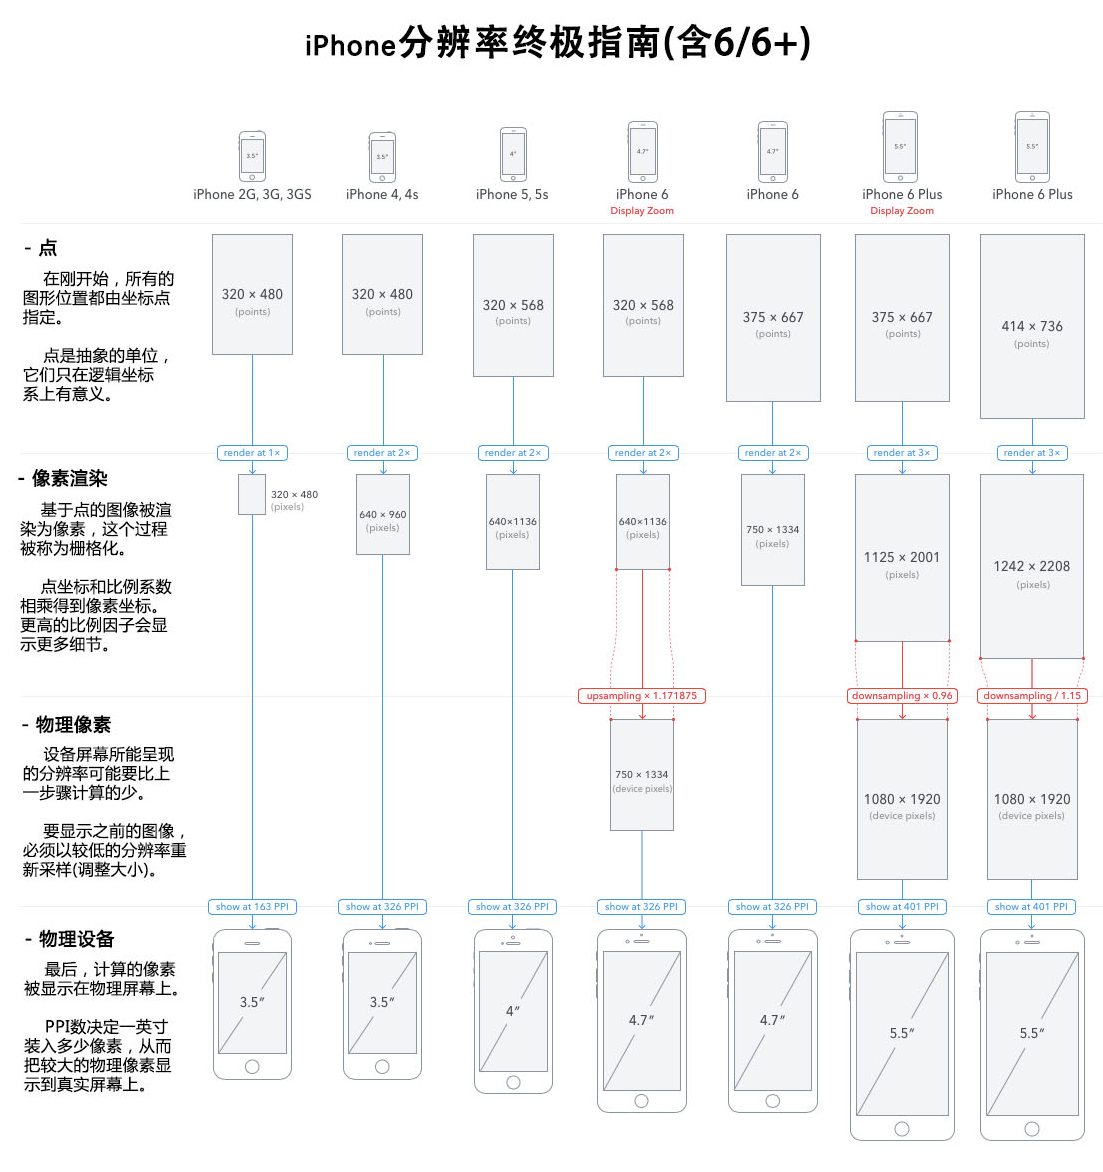 iPhone分辨率终极指南(含6/6+)
3.5″
3.5″
4″
4.7″
4.7″
5.5″
5.5″
iPhone 2G, 3G, 3GS
iPhone 4, 4s
iPhone 5, 5s
iPhone 6
Display Zoom
iPhone 6
iPhone 6 Plus
Display Zoom
iPhone 6 Plus
- 点
在刚开始，所有的
图形位置都由坐标点
指定。
点是抽象的单位，
它们只在逻辑坐标
系上有意义。
320 × 480
(points)
320 × 480
(points)
320 × 568
(points)
320 × 568
(points)
375 × 667
(points)
375 × 667
(points)
414 × 736
(points)
render at 1×
render at 2×
render at 2×
render at 2×
render at 2×
render at 3×
render at 3×
- 像素渲染
基于点的图像被渲
染为像素，这个过程
被称为栅格化。
点坐标和比例系数
相乘得到像素坐标。
更高的比例因子会显
示更多细节。
320 × 480
(pixels)
640 × 960
(pixels)
640×1136
(pixels)
640×1136
(pixels)
750 × 1334
(pixels)
1125 × 2001
(pixels)
1242 × 2208
(pixels)
upsampling × 1.171875
downsampling × 0.96
downsampling / 1.15
- 物理像素
设备屏幕所能呈现
的分辨率可能要比上
一步骤计算的少。
要显示之前的图像，
必须以较低的分辨率重
新采样(调整大小)。
750 × 1334
(device pixels)
1080 × 1920
(device pixels)
1080 × 1920
(device pixels)
show at 163 PPI
show at 326 PPI
show at 326 PPI
show at 326 PPI
show at 326 PPI
show at 401 PPI
show at 401 PPI
- 物理设备
最后，计算的像素
被显示在物理屏幕上。
PPI数决定一英寸
装入多少像素，从而
把较大的物理像素显
示到真实屏幕上。
3.5″
3.5″
4″
4.7″
4.7″
5.5″
5.5″